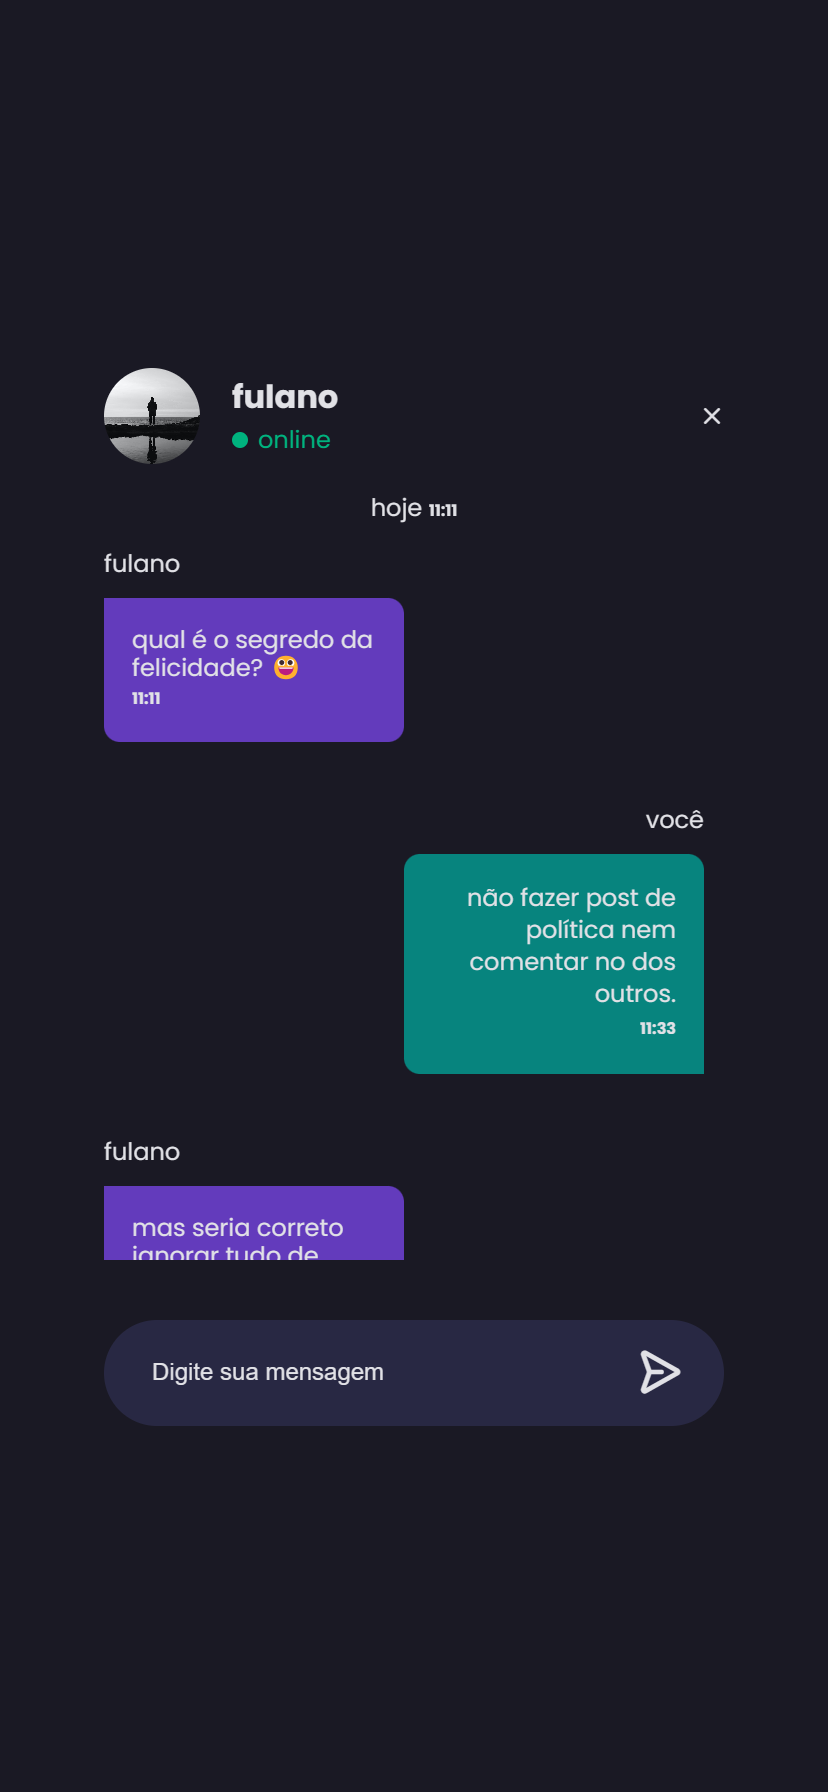 fulano
online
hoje 11:11
fulano
qual é o segredo da
felicidade? 😃
11:11
você
não fazer post de
política nem
comentar no dos
outros.
11:33
fulano
mas seria correto
ignorar tudo de
Digite sua mensagem